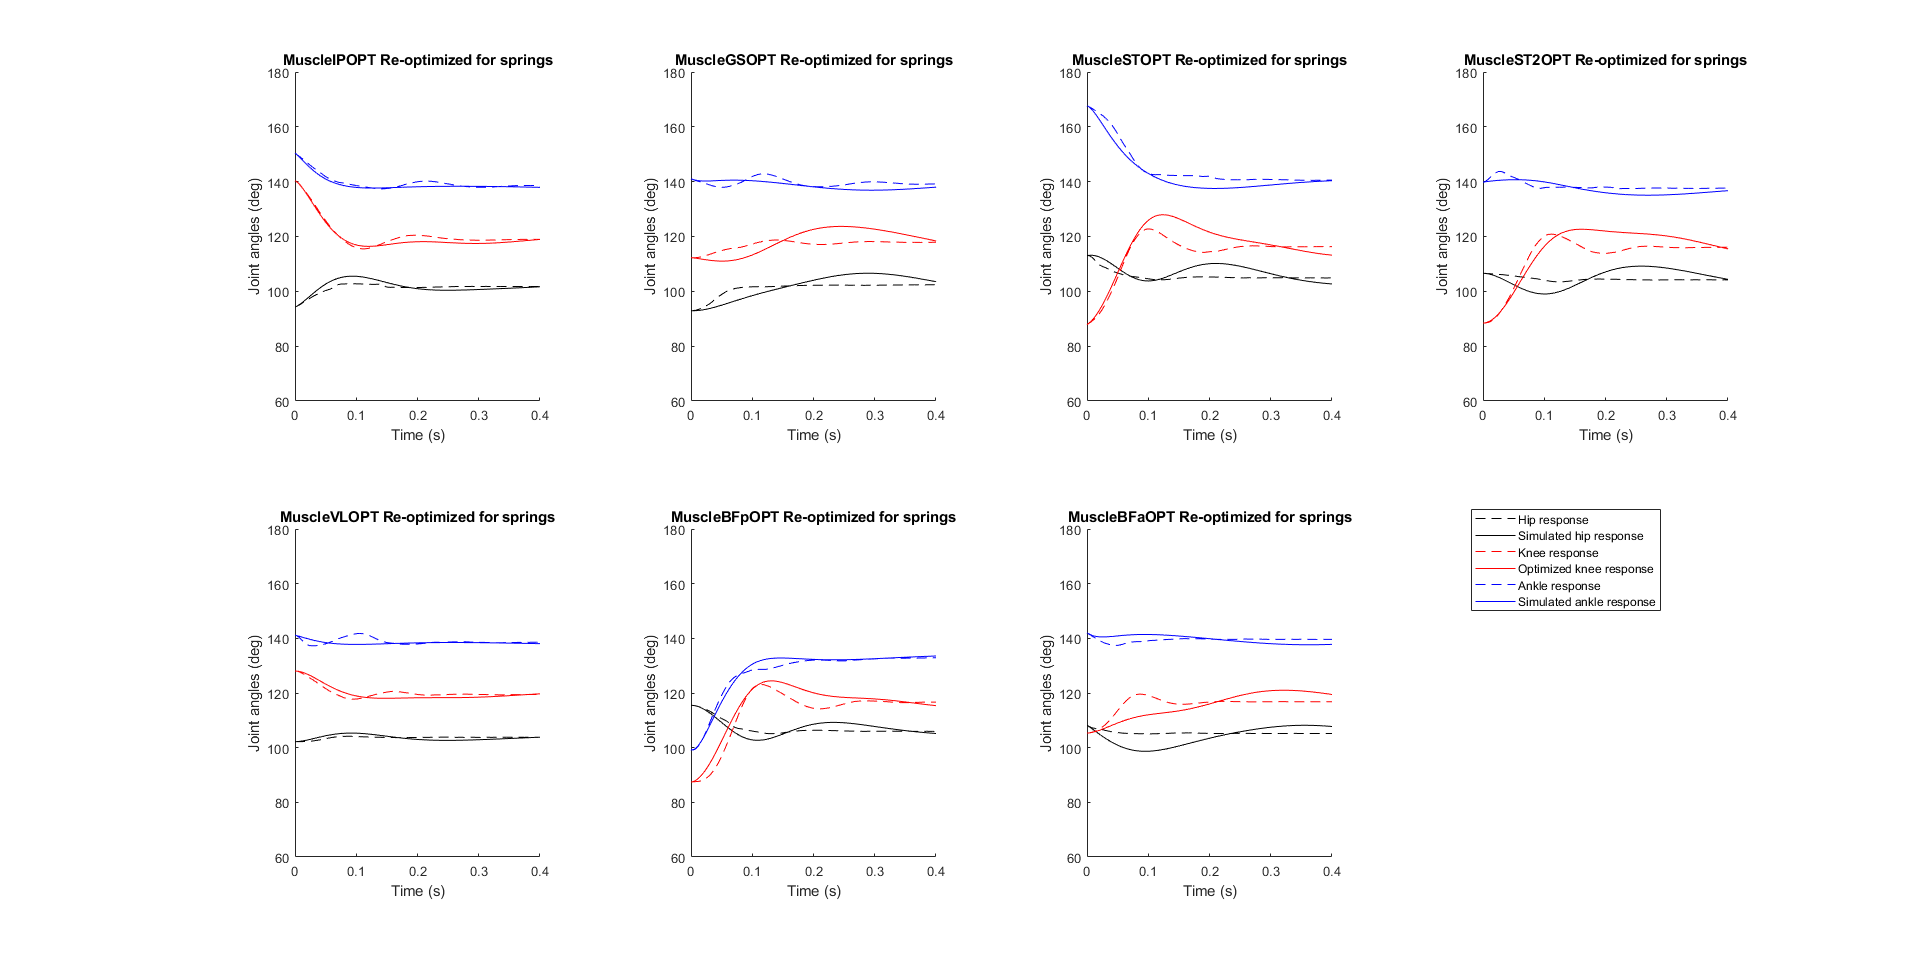 MuscleIPOPT Re-optimized for springs
180
160
140
120
100
80
60
Joint angles (deg)
0 0.1 0.2 0.3 0.4
Time (s)
MuscleGSOPT Re-optimized for springs
180
160
140
120
100
80
60
Joint angles (deg)
0 0.1 0.2 0.3 0.4
Time (s)
MuscleSTOPT Re-optimized for springs
180
160
140
120
100
80
60
Joint angles (deg)
0 0.1 0.2 0.3 0.4
Time (s)
MuscleST2OPT Re-optimized for springs
180
160
140
120
100
80
60
Joint angles (deg)
0 0.1 0.2 0.3 0.4
Time (s)
MuscleVLOPT Re-optimized for springs
180
160
140
120
100
80
60
Joint angles (deg)
0 0.1 0.2 0.3 0.4
Time (s)
MuscleBFpOPT Re-optimized for springs
180
160
140
120
100
80
60
Joint angles (deg)
0 0.1 0.2 0.3 0.4
Time (s)
MuscleBFaOPT Re-optimized for springs
180
160
140
120
100
80
60
Joint angles (deg)
0 0.1 0.2 0.3 0.4
Time (s)
Hip response
Simulated hip response
Knee response
Optimized knee response
Ankle response
Simulated ankle response